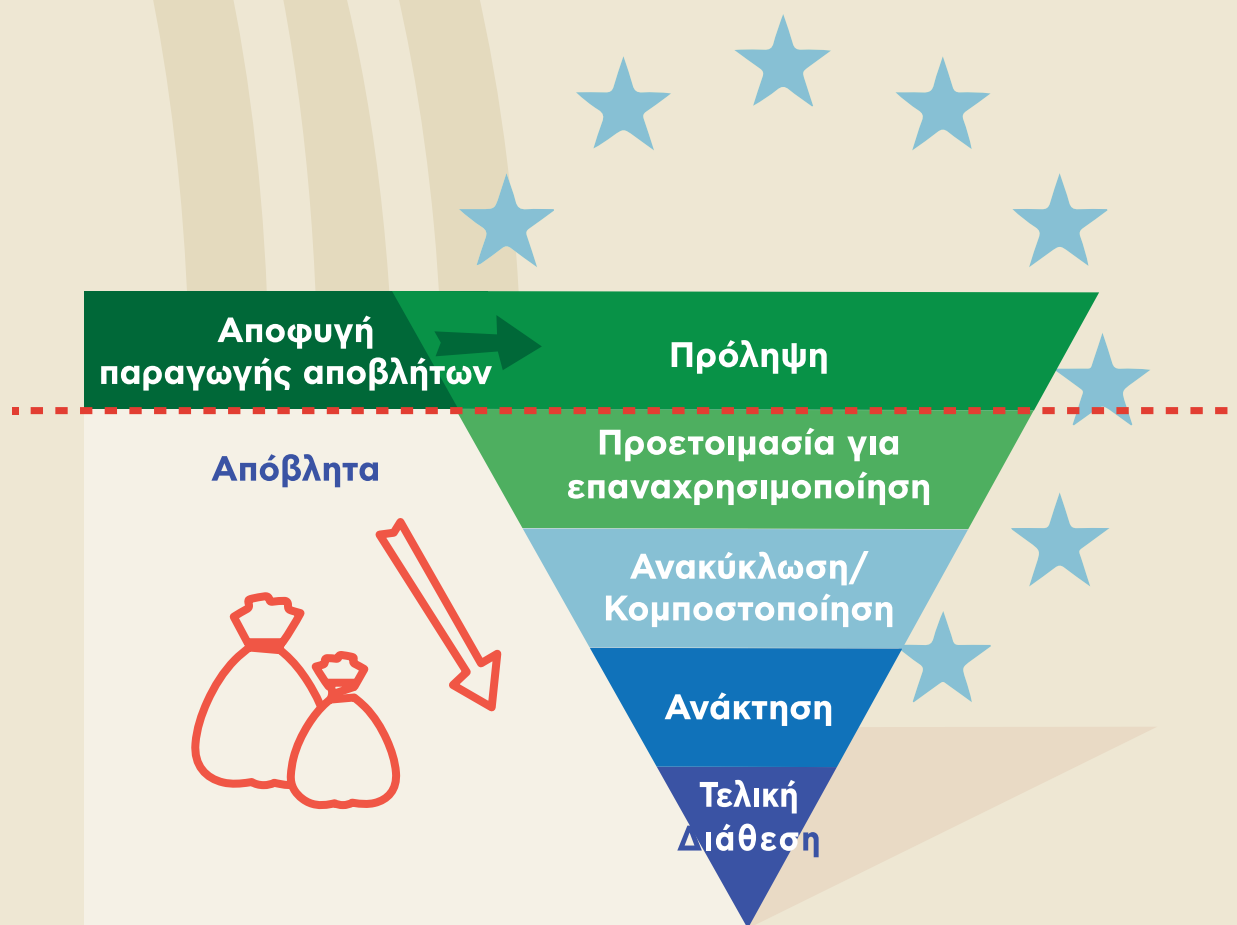 Αποφυγή
παραγωγής αποβλήτων
Πρόληψη
Απόβλητα
Προετοιμασία για
επαναχρησιμοποίηση
Ανακύκλωση/
Κομποστοποίηση
Ανάκτηση
Τελική
Διάθεση